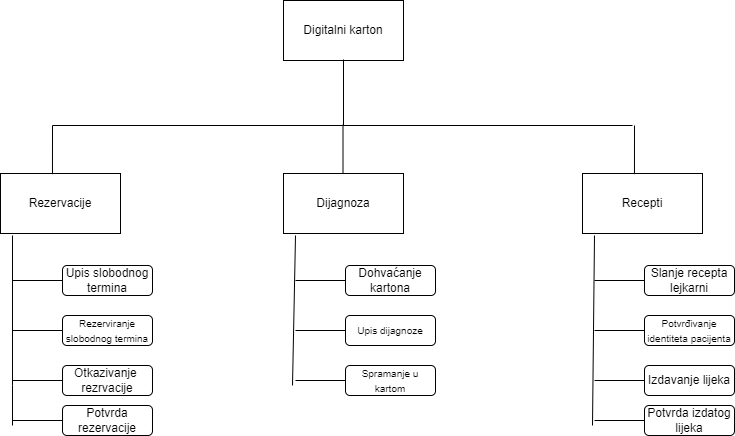 Digitalni karton
Rezervacije
Upis slobodnog
termina
Rezerviranje
slobodnog termina
Otkazivanje
rezrvacije
Potvrda
rezervacije
Dijagnoza
Dohvaćanje
kartona
Upis dijagnoze
Spramanje u
kartom
Recepti
Slanje recepta
lejkarni
Potvrđivanje
identiteta pacijenta
Izdavanje lijeka
Potvrda izdatog
lijeka